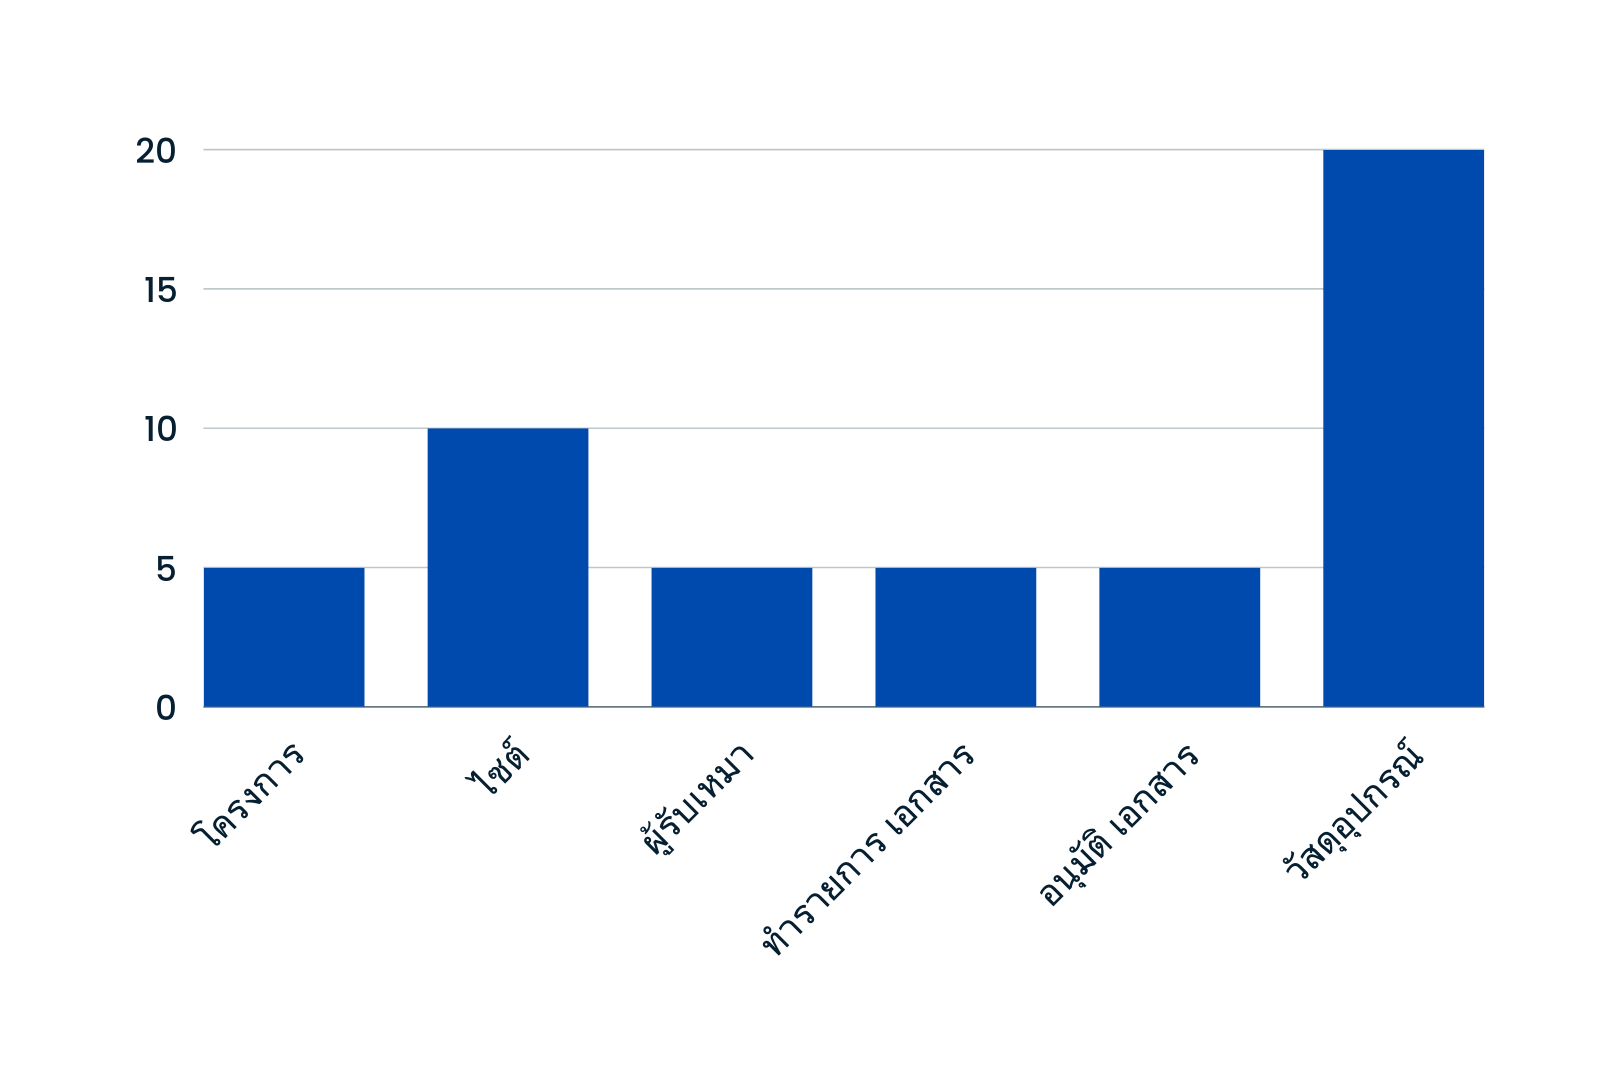 20
15
10
5
0
โครงการ
ไซต์
ผู้รับเหมา
ทำรายการ เอกสาร
อนุมัติ เอกสาร
วัสดุอุปกรณ์